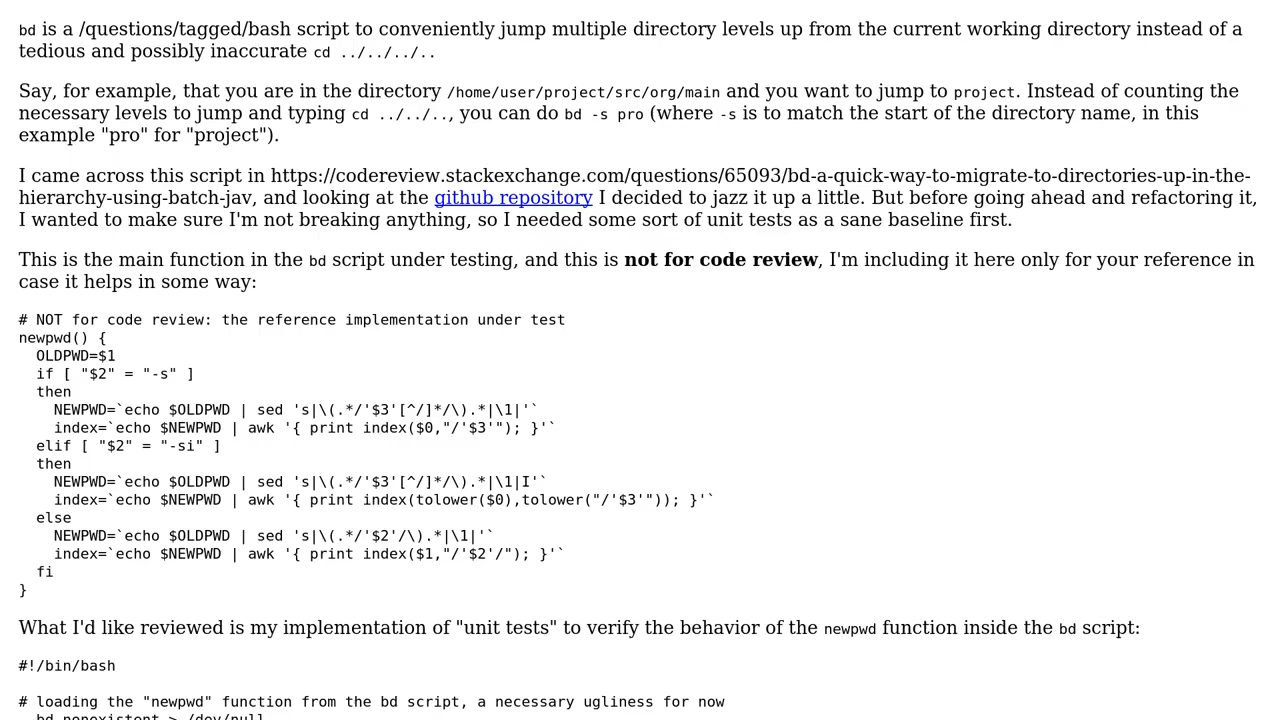 bd is a /questions/tagged/bash script to conveniently jump multiple directory levels up from the current working directory instead of a
tedious and possibly inaccurate cd ../../../..
Say, for example, that you are in the directory /home/user/project/src/org/main and you want to jump to project. Instead of counting the
necessary levels to jump and typing cd ../../.., you can do bd -s pro (where -s is to match the start of the directory name, in this
example "pro" for "project").
I came across this script in https://codereview.stackexchange.com/questions/65093/bd-a-quick-way-to-migrate-to-directories-up-in-the-
hierarchy-using-batch-jav, and looking at the github repository I decided to jazz it up a little. But before going ahead and refactoring it,
I wanted to make sure I'm not breaking anything, so I needed some sort of unit tests as a sane baseline first.
This is the main function in the bd script under testing, and this is not for code review, I'm including it here only for your reference in
case it helps in some way:
# NOT for code review: the reference implementation under test
newpwd() {
  OLDPWD=$1
  if [ "$2" = "-s" ]
  then
    NEWPWD=`echo $OLDPWD | sed 's|\(.*/'$3'[^/]*/\).*|\1|'`
    index=`echo $NEWPWD | awk '{ print index($0,"/'$3'"); }'`
  elif [ "$2" = "-si" ]
  then
    NEWPWD=`echo $OLDPWD | sed 's|\(.*/'$3'[^/]*/\).*|\1|I'`
    index=`echo $NEWPWD | awk '{ print index(tolower($0),tolower("/'$3'")); }'`
  else
    NEWPWD=`echo $OLDPWD | sed 's|\(.*/'$2'/\).*|\1|'`
    index=`echo $NEWPWD | awk '{ print index($1,"/'$2'/"); }'`
  fi
}
What I'd like reviewed is my implementation of "unit tests" to verify the behavior of the newpwd function inside the bd script:
#!/bin/bash
# loading the "newpwd" function from the bd script, a necessary ugliness for now
bd nonexistent > /dev/null